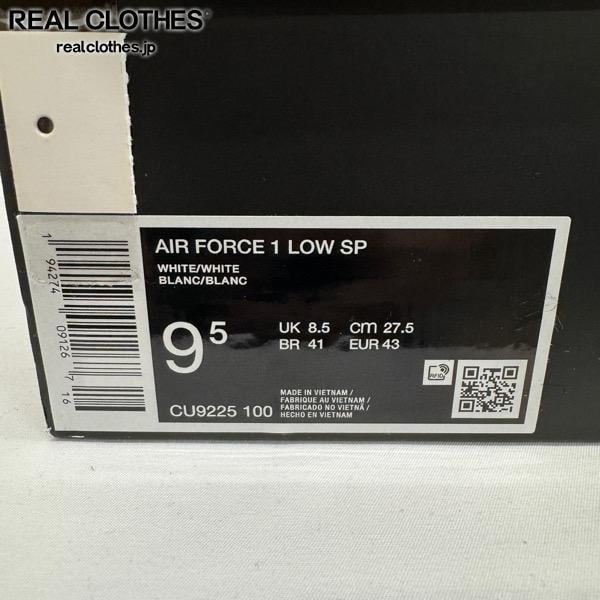 REAL CLOTHES
realclothes.jp
AIR FORCE 1 LOW SP
WHITE/WHITE
BLANC/BLANC
9 5
UK 8.5 cm 27.5
BR 41 EUR 43
RFID
CU9225 100
MADE IN VIETNAM /
FABRIQUE AU VIETNAM /
FABRICADO NO VIETNÃ /
HECHO EN VIETNAM
1 94274 09126 7 16